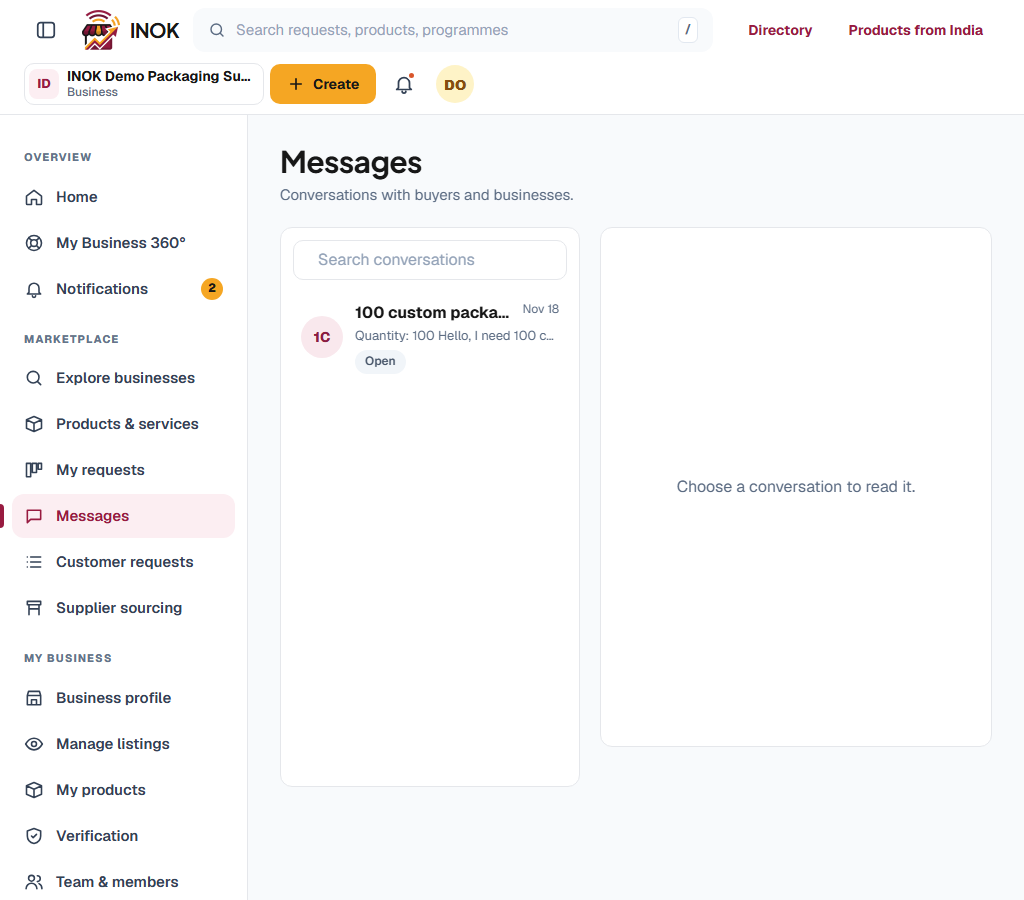 INOK
Search requests, products, programmes
/
Directory
Products from India
ID
INOK Demo Packaging Su...
Business
+ Create
DO
OVERVIEW
Home
My Business 360°
Notifications
2
MARKETPLACE
Explore businesses
Products & services
My requests
Messages
Customer requests
Supplier sourcing
MY BUSINESS
Business profile
Manage listings
My products
Verification
Team & members
Messages
Conversations with buyers and businesses.
Search conversations
1C
100 custom packa...
Nov 18
Quantity: 100 Hello, I need 100 c...
Open
Choose a conversation to read it.